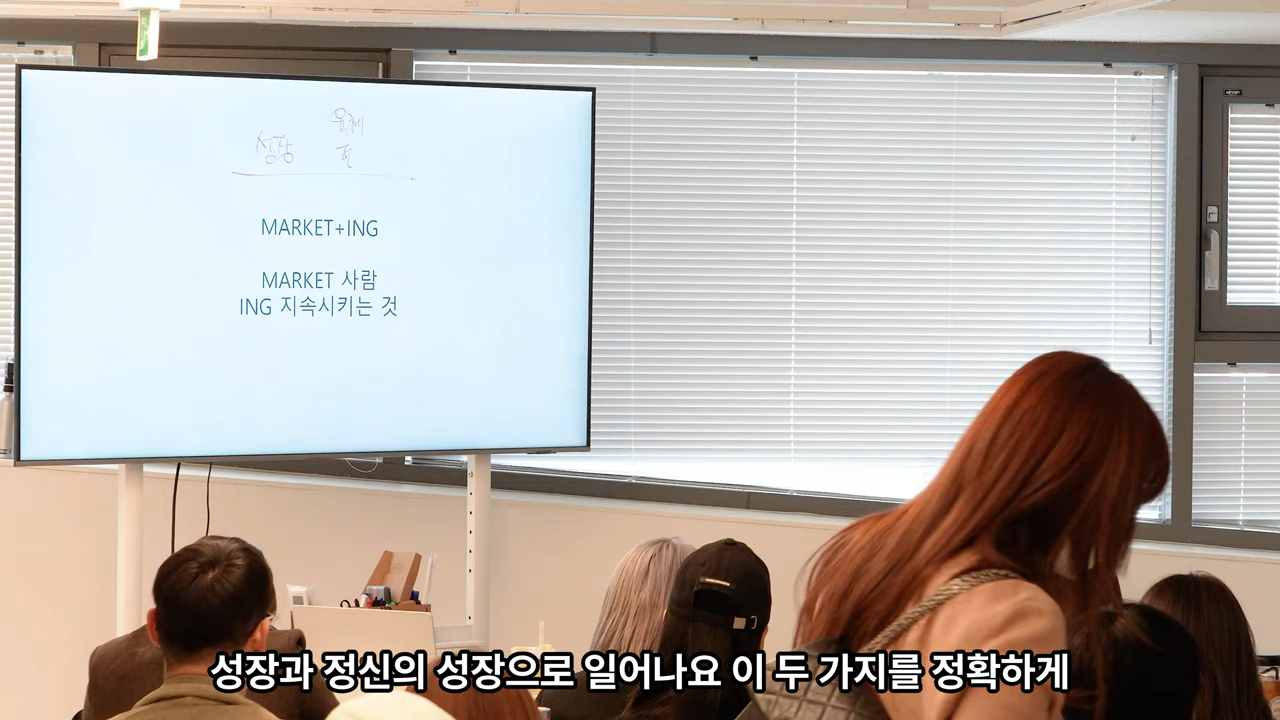 성장
MARKET+ING
MARKET 사람
ING 지속시키는 것
성장과 정신의 성장으로 일어나요 이 두 가지를 정확하게